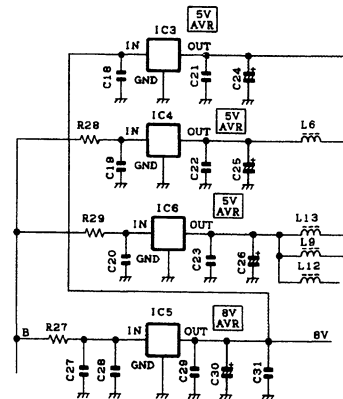 IC3
5V
AVR
IN
OUT
GND
C18
C21
C24
IC4
5V
AVR
R28
IN
OUT
L6
GND
C19
C22
C25
IC6
5V
AVR
R29
IN
OUT
L13
GND
L9
C20
C23
C26
L12
IC5
8V
AVR
B
R27
IN
OUT
8V
GND
C27
C28
C29
C30
C31